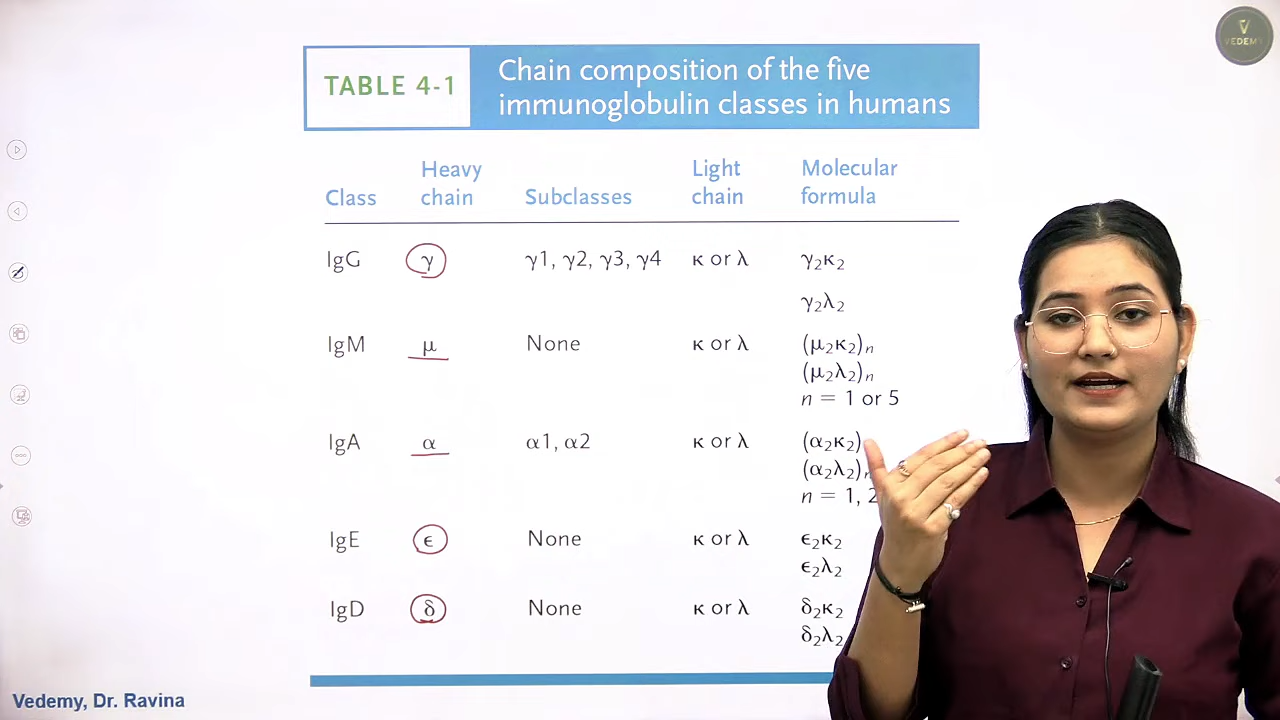 VEDEMY
TABLE 4-1
Chain composition of the five
immunoglobulin classes in humans
Class Heavy chain Subclasses Light chain Molecular formula
IgG γ γ1, γ2, γ3, γ4 κ or λ γ₂κ₂
γ₂λ₂
IgM μ None κ or λ (μ₂κ₂)ₙ
(μ₂λ₂)ₙ
n = 1 or 5
IgA α α1, α2 κ or λ (α₂κ₂)
(α₂λ₂)ₙ
n = 1, 2
IgE ϵ None κ or λ ϵ₂κ₂
ϵ₂λ₂
IgD δ None κ or λ δ₂κ₂
δ₂λ₂
Vedemy, Dr. Ravina